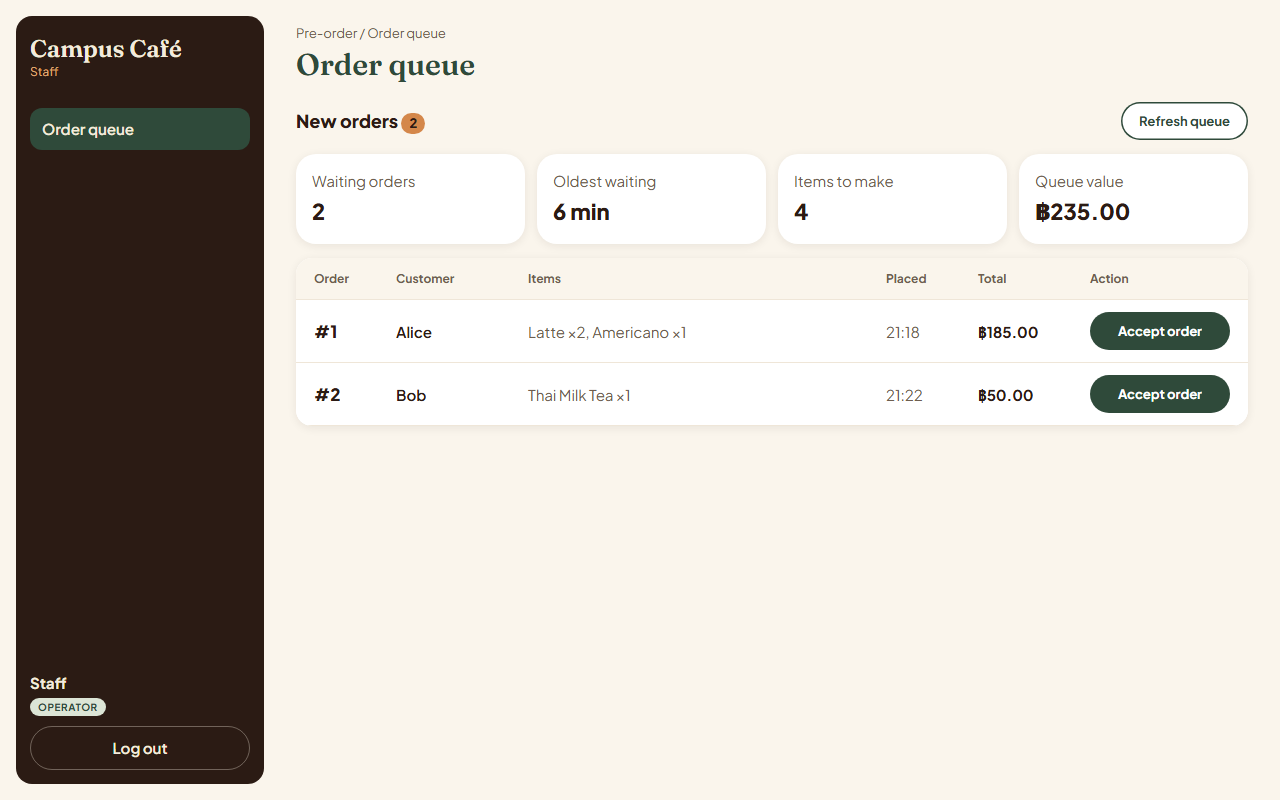 Campus Café
Staff
Order queue
Staff
OPERATOR
Log out
Pre-order / Order queue
Order queue
New orders 2
Refresh queue
Waiting orders
2
Oldest waiting
6 min
Items to make
4
Queue value
฿235.00
Order Customer Items Placed Total Action
#1 Alice Latte ×2, Americano ×1 21:18 ฿185.00 Accept order
#2 Bob Thai Milk Tea ×1 21:22 ฿50.00 Accept order